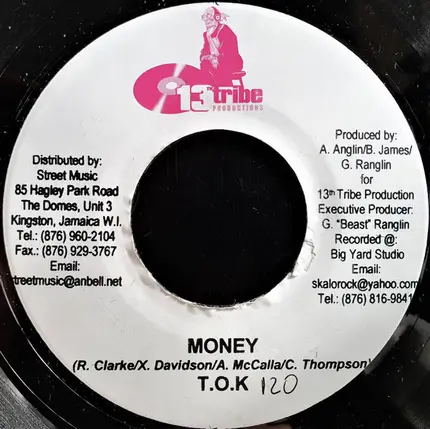 13th tribe
PRODUCTIONS
Distributed by:
Street Music
85 Hagley Park Road
The Domes, Unit 3
Kingston, Jamaica W.I.
Tel.: (876) 960-2104
Fax.: (876) 929-3767
Email:
treetmusic@anbell.net
Produced by:
A. Anglin/B. James/
G. Ranglin
for
13th Tribe Production
Executive Producer:
G. "Beast" Ranglin
Recorded @:
Big Yard Studio
Email:
skalorock@yahoo.com
Tel.: (876) 816-9841
MONEY
(R. Clarke/X. Davidson/A. McCalla/C. Thompson)
T.O.K 120